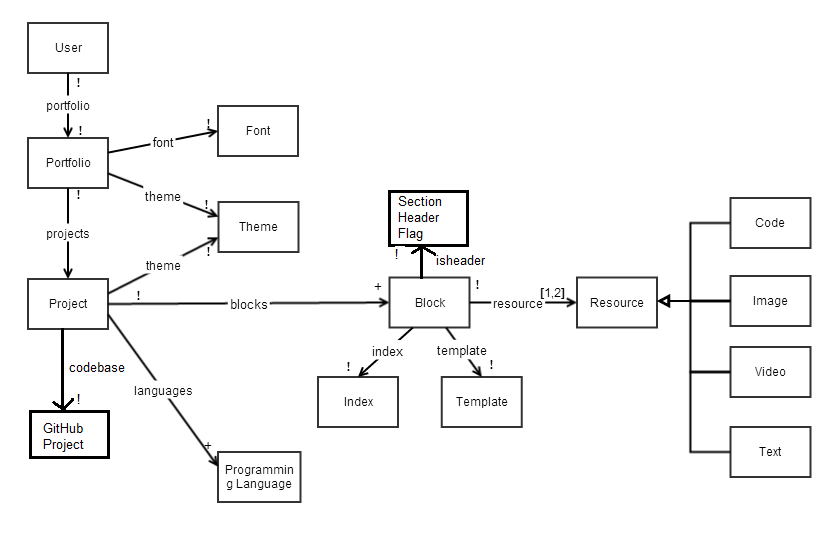 User
!
portfolio
!
Portfolio
!
font
!
Font
theme
!
Theme
projects
theme
!
Project
!
blocks
+
Block
Section
Header
Flag
!
isheader
!
resource
[1,2]
Resource
Code
Image
Video
Text
index
!
Index
template
!
Template
codebase
!
GitHub
Project
languages
+
Programmin
g Language